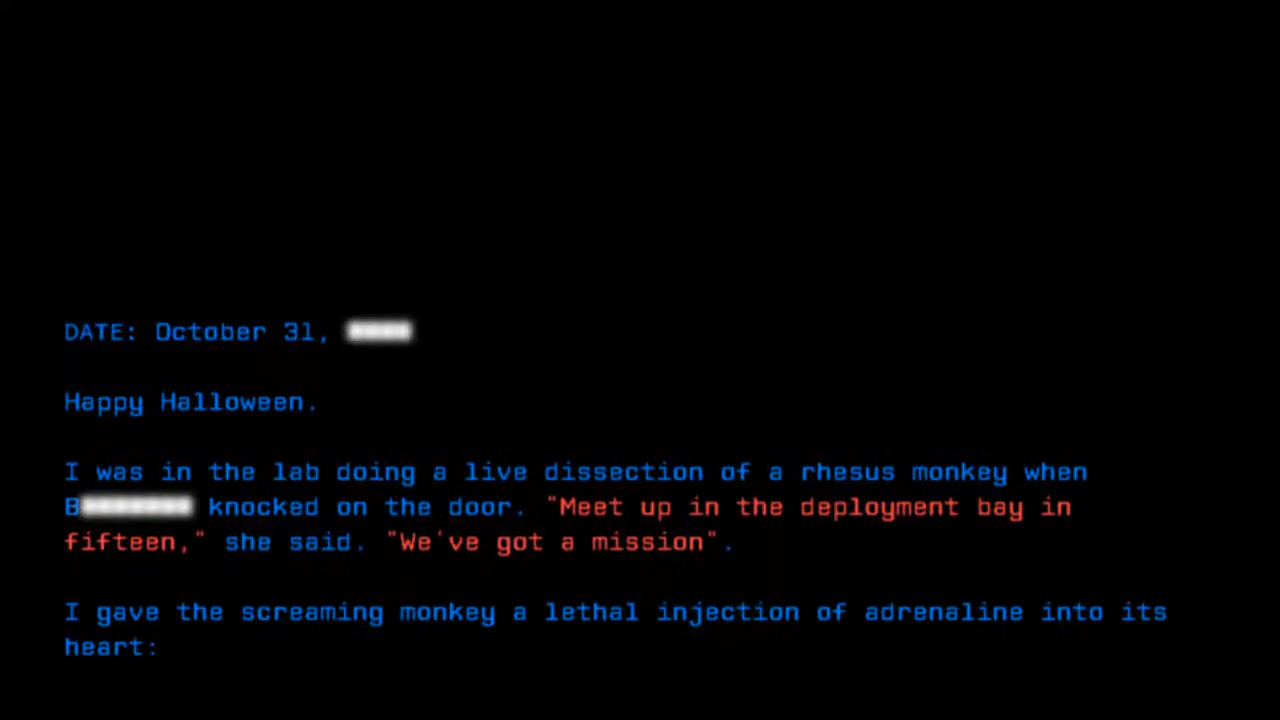 DATE: October 31, ████
Happy Halloween.
I was in the lab doing a live dissection of a rhesus monkey when
B███████ knocked on the door. "Meet up in the deployment bay in
fifteen," she said. "We've got a mission".
I gave the screaming monkey a lethal injection of adrenaline into its
heart: